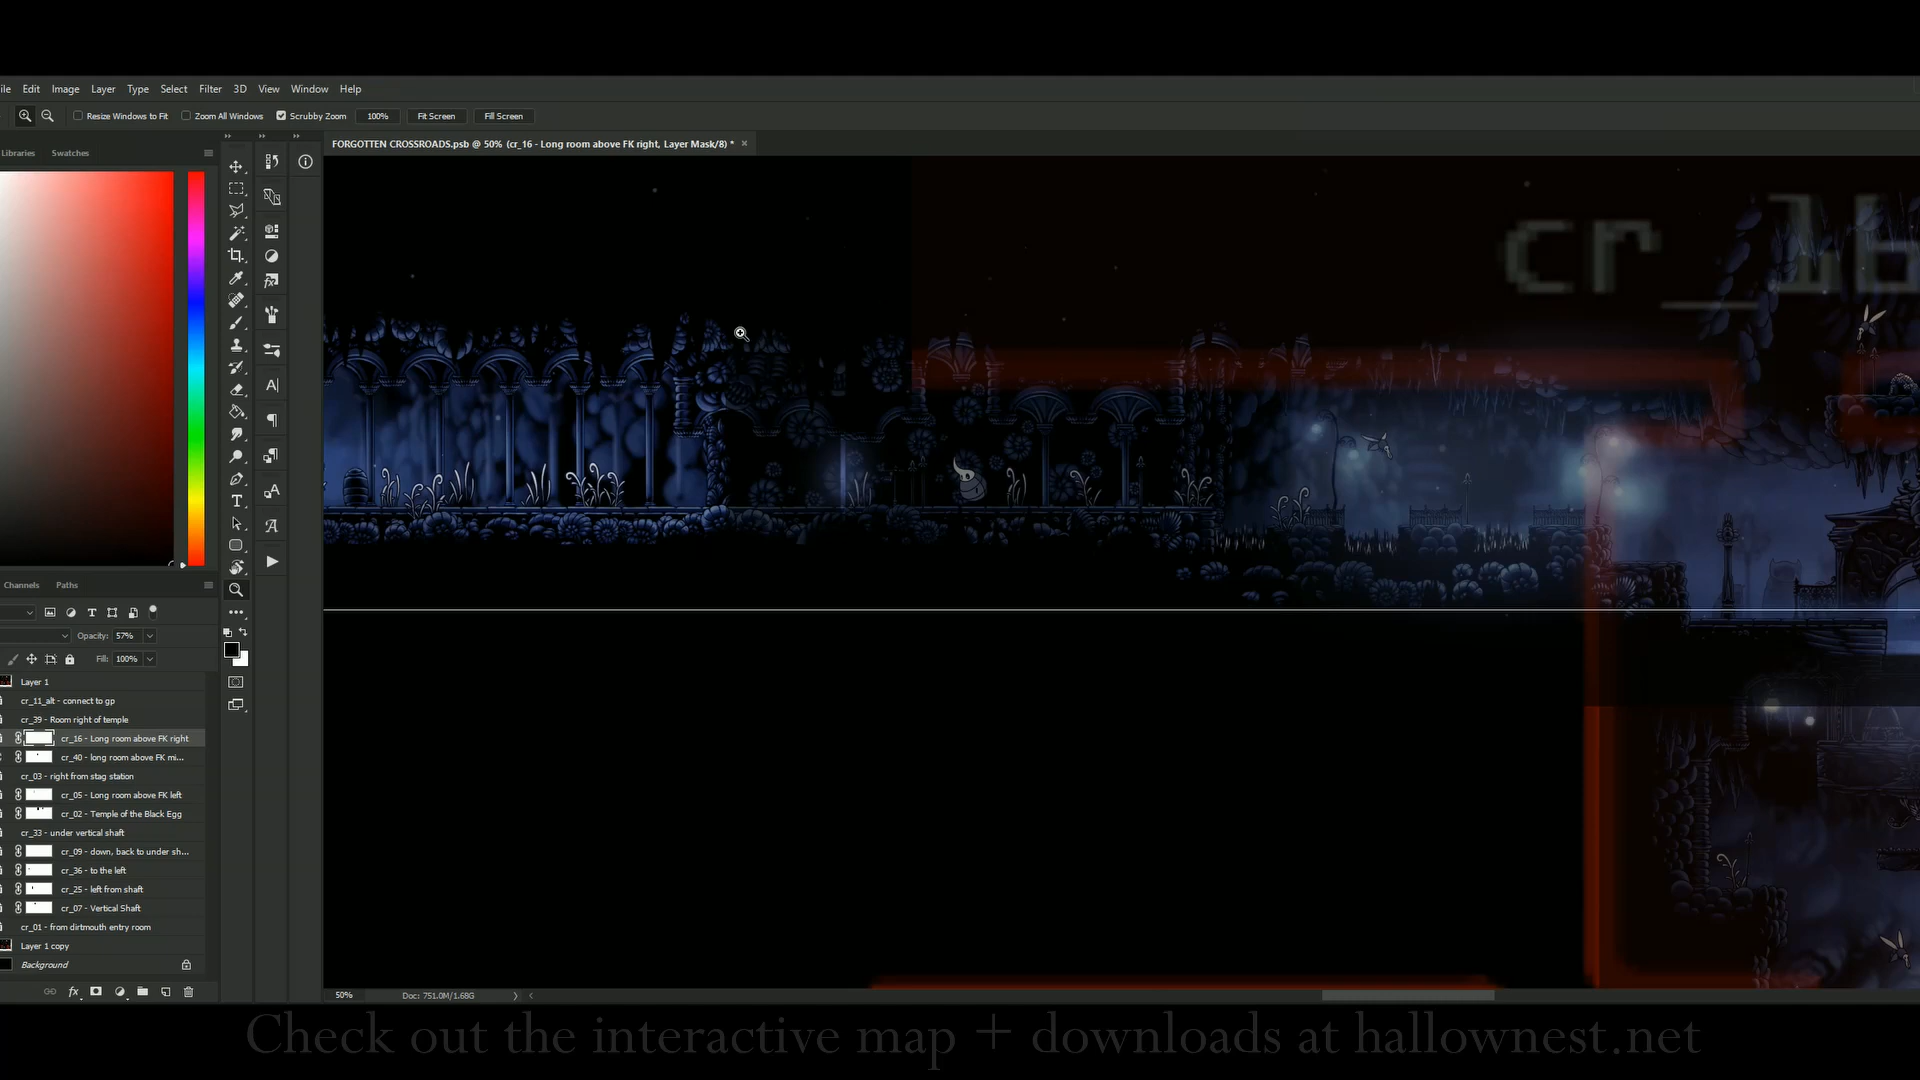 ile Edit Image Layer Type Select Filter 3D View Window Help
Resize Windows to Fit Zoom All Windows Scrubby Zoom 100% Fit Screen Fill Screen
FORGOTTEN CROSSROADS.psb @ 50% (cr_16 - Long room above FK right, Layer Mask/8) *
Libraries Swatches
cr_16
Channels Paths
Opacity: 57%
Fill: 100%
Layer 1
cr_11_alt - connect to gp
cr_39 - Room right of temple
cr_16 - Long room above FK right
cr_40 - long room above FK mi...
cr_03 - right from stag station
cr_05 - Long room above FK left
cr_02 - Temple of the Black Egg
cr_33 - under vertical shaft
cr_09 - down, back to under sh...
cr_36 - to the left
cr_25 - left from shaft
cr_07 - Vertical Shaft
cr_01 - from dirtmouth entry room
Layer 1 copy
Background
50% Doc: 751.0M/1.68G
Check out the interactive map + downloads at hallownest.net